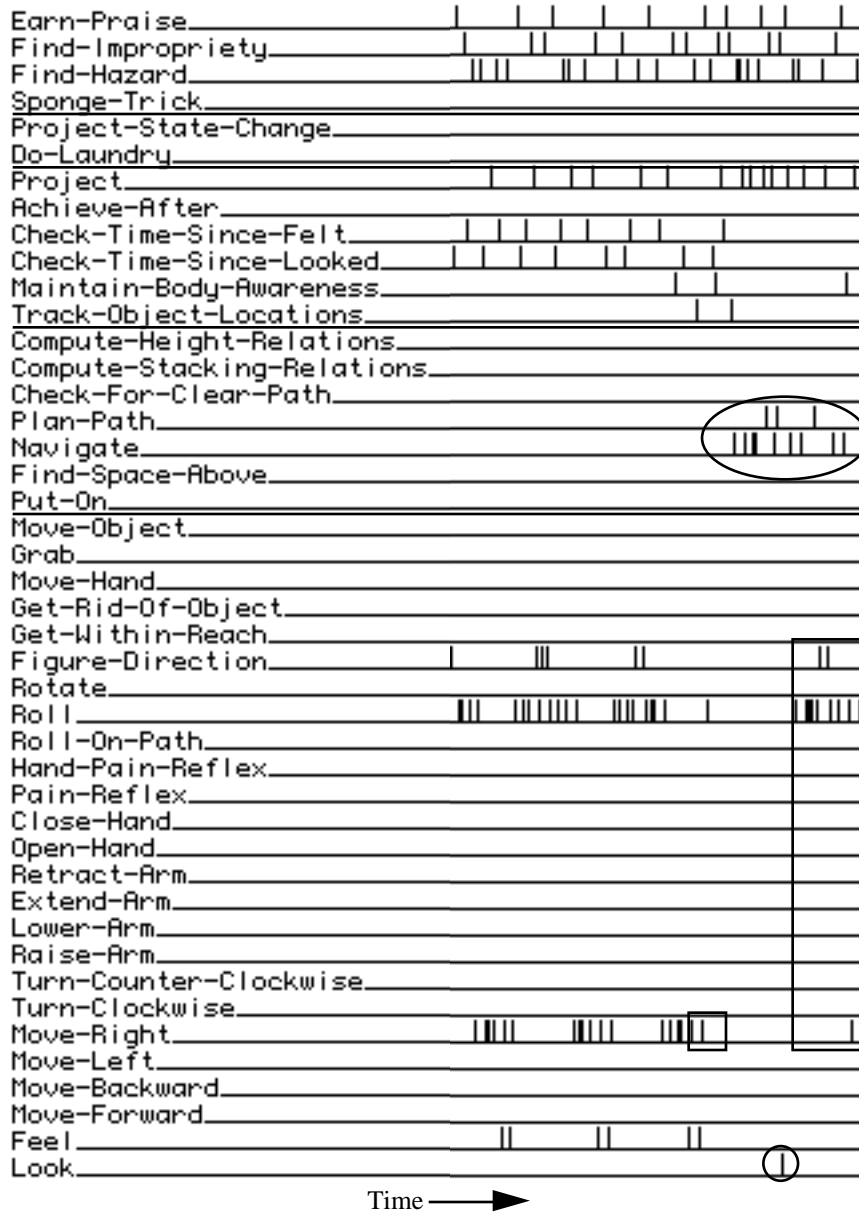 Earn-Praise
Find-Impropriety
Find-Hazard
Sponge-Trick
Project-State-Change
Do-Laundry
Project
Achieve-After
Check-Time-Since-Felt
Check-Time-Since-Looked
Maintain-Body-Awareness
Track-Object-Locations
Compute-Height-Relations
Compute-Stacking-Relations
Check-For-Clear-Path
Plan-Path
Navigate
Find-Space-Above
Put-On
Move-Object
Grab
Move-Hand
Get-Rid-Of-Object
Get-Within-Reach
Figure-Direction
Rotate
Roll
Roll-On-Path
Hand-Pain-Reflex
Pain-Reflex
Close-Hand
Open-Hand
Retract-Arm
Extend-Arm
Lower-Arm
Raise-Arm
Turn-Counter-Clockwise
Turn-Clockwise
Move-Right
Move-Left
Move-Backward
Move-Forward
Feel
Look
Time